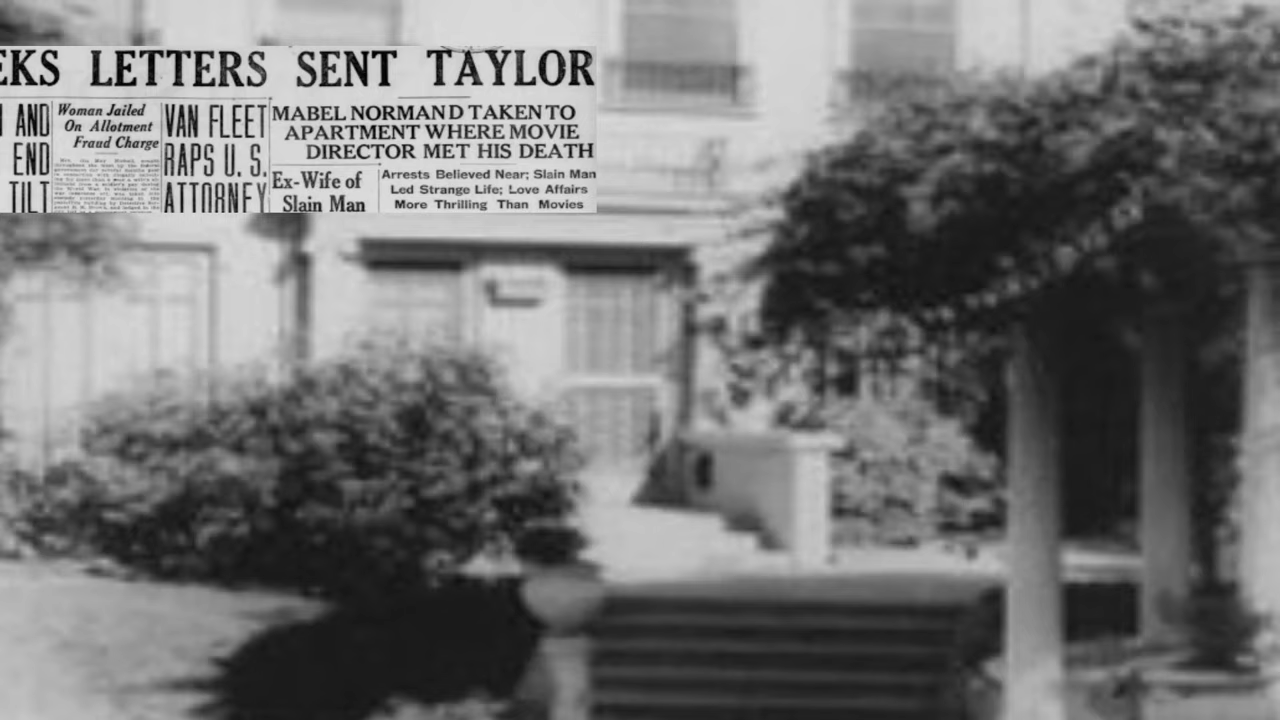 EKS LETTERS SENT TAYLOR
AND
END
TILT
Woman Jailed
On Allotment
Fraud Charge
VAN FLEET
RAPS U. S.
ATTORNEY
MABEL NORMAND TAKEN TO
APARTMENT WHERE MOVIE
DIRECTOR MET HIS DEATH
Ex-Wife of
Slain Man
Arrests Believed Near; Slain Man
Led Strange Life; Love Affairs
More Thrilling Than Movies